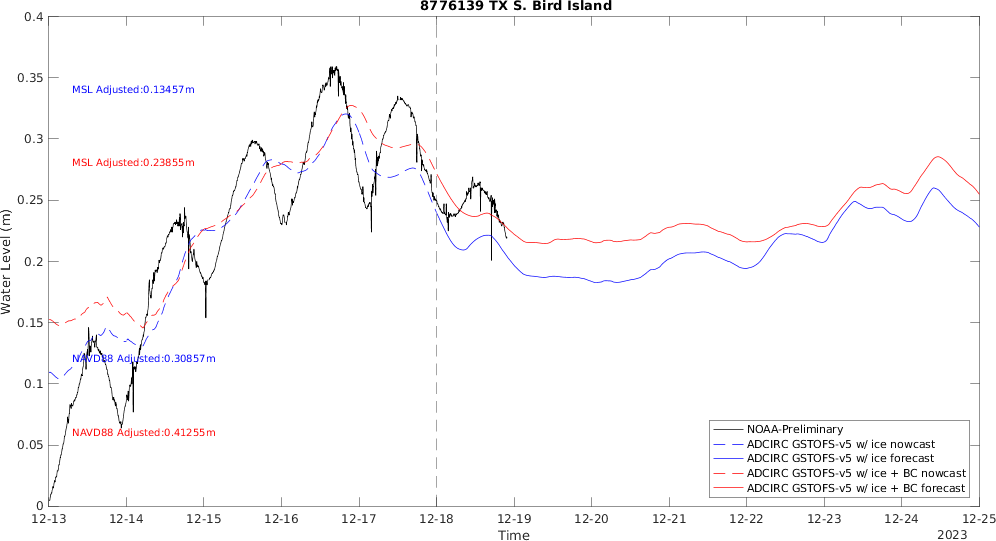 8776139 TX S. Bird Island
0.4
0.35
0.3
0.25
0.2
0.15
0.1
0.05
0
Water Level (m)
MSL Adjusted:0.13457m
MSL Adjusted:0.23855m
NAVD88 Adjusted:0.30857m
NAVD88 Adjusted:0.41255m
NOAA-Preliminary
ADCIRC GSTOFS-v5 w/ ice nowcast
ADCIRC GSTOFS-v5 w/ ice forecast
ADCIRC GSTOFS-v5 w/ ice + BC nowcast
ADCIRC GSTOFS-v5 w/ ice + BC forecast
12-13 12-14 12-15 12-16 12-17 12-18 12-19 12-20 12-21 12-22 12-23 12-24 12-25
Time
2023